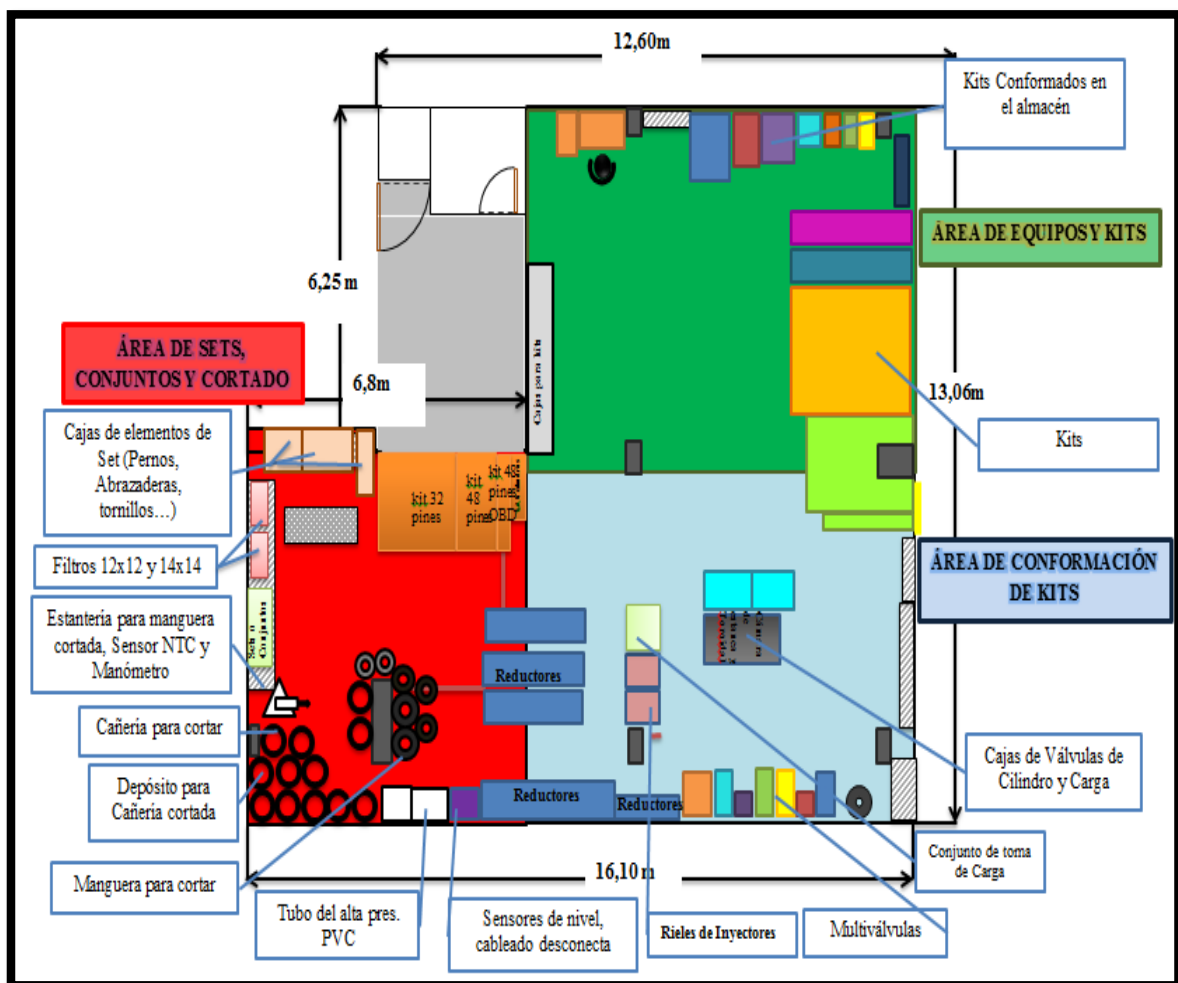 12,60m
Kits Conformados en
el almacén
ÁREA DE EQUIPOS Y KITS
6,25 m
Cajas para kits
ÁREA DE SETS,
CONJUNTOS Y CORTADO
6,8m
13,06m
Cajas de elementos de
Set (Pernos,
Abrazaderas,
tornillos…)
Kits
kit 32
pines
kit
48
pines
kit 48
pines
OBD
Filtros 12x12 y 14x14
ÁREA DE CONFORMACIÓN
DE KITS
Estantería para manguera
cortada, Sensor NTC y
Manómetro
Sets o
Conjuntos
Reductores
Cañeria para cortar
Depósito para
Cañería cortada
Cajas de Válvulas de
Cilindro y Carga
Reductores
Reductores
Manguera para cortar
16,10 m
Conjunto de toma
de Carga
Tubo del alta pres.
PVC
Sensores de nivel,
cableado desconecta
Rieles de Inyectores
Multiválvulas